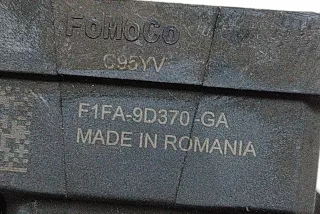 FoMoCo
C95YV
F1FA-9D370-GA
MADE IN ROMANIA